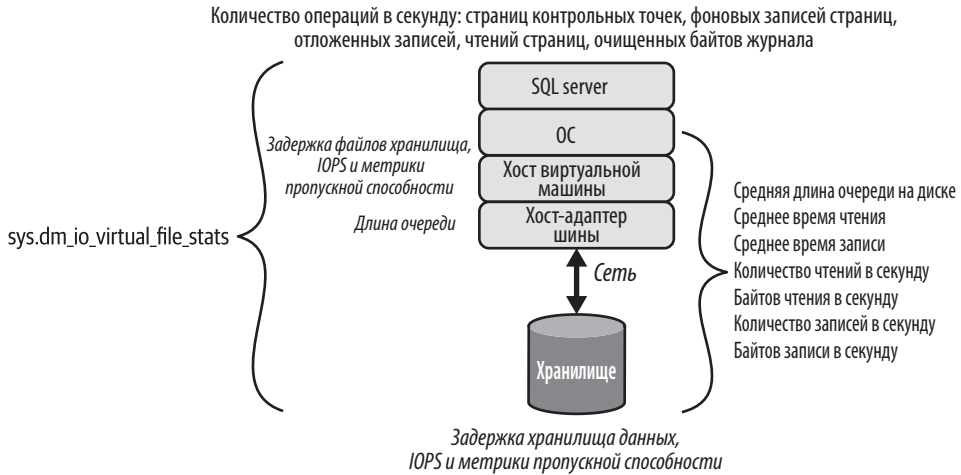 Количество операций в секунду: страниц контрольных точек, фоновых записей страниц,
отложенных записей, чтений страниц, очищенных байтов журнала
SQL server
ОС
Хост виртуальной
машины
Хост-адаптер
шины
Задержка файлов хранилища,
IOPS и метрики
пропускной способности
Длина очереди
sys.dm_io_virtual_file_stats
Сеть
Хранилище
Средняя длина очереди на диске
Среднее время чтения
Среднее время записи
Количество чтений в секунду
Байтов чтения в секунду
Количество записей в секунду
Байтов записи в секунду
Задержка хранилища данных,
IOPS и метрики пропускной способности